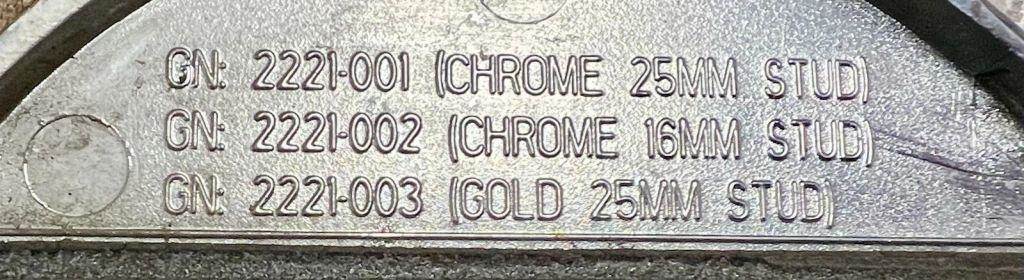 GN: 2221-001 (CHROME 25MM STUD)
GN: 2221-002 (CHROME 16MM STUD)
GN: 2221-003 (GOLD 25MM STUD)